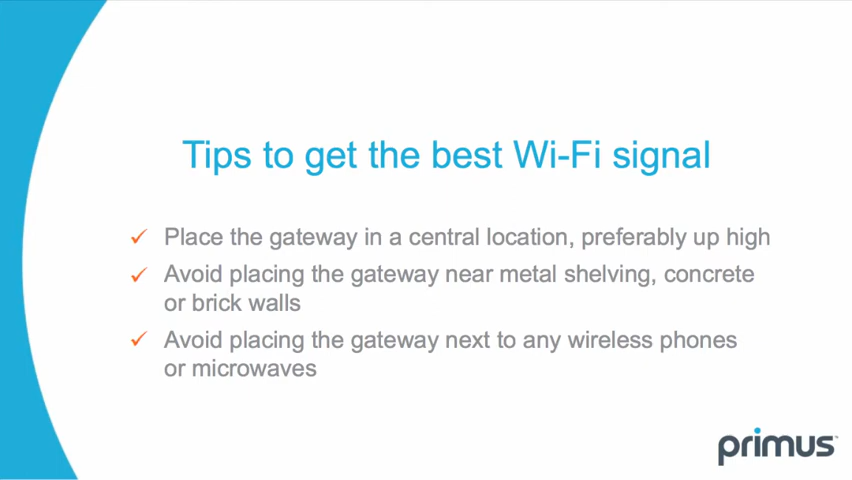 Tips to get the best Wi-Fi signal
✓ Place the gateway in a central location, preferably up high
✓ Avoid placing the gateway near metal shelving, concrete
or brick walls
✓ Avoid placing the gateway next to any wireless phones
or microwaves
primus